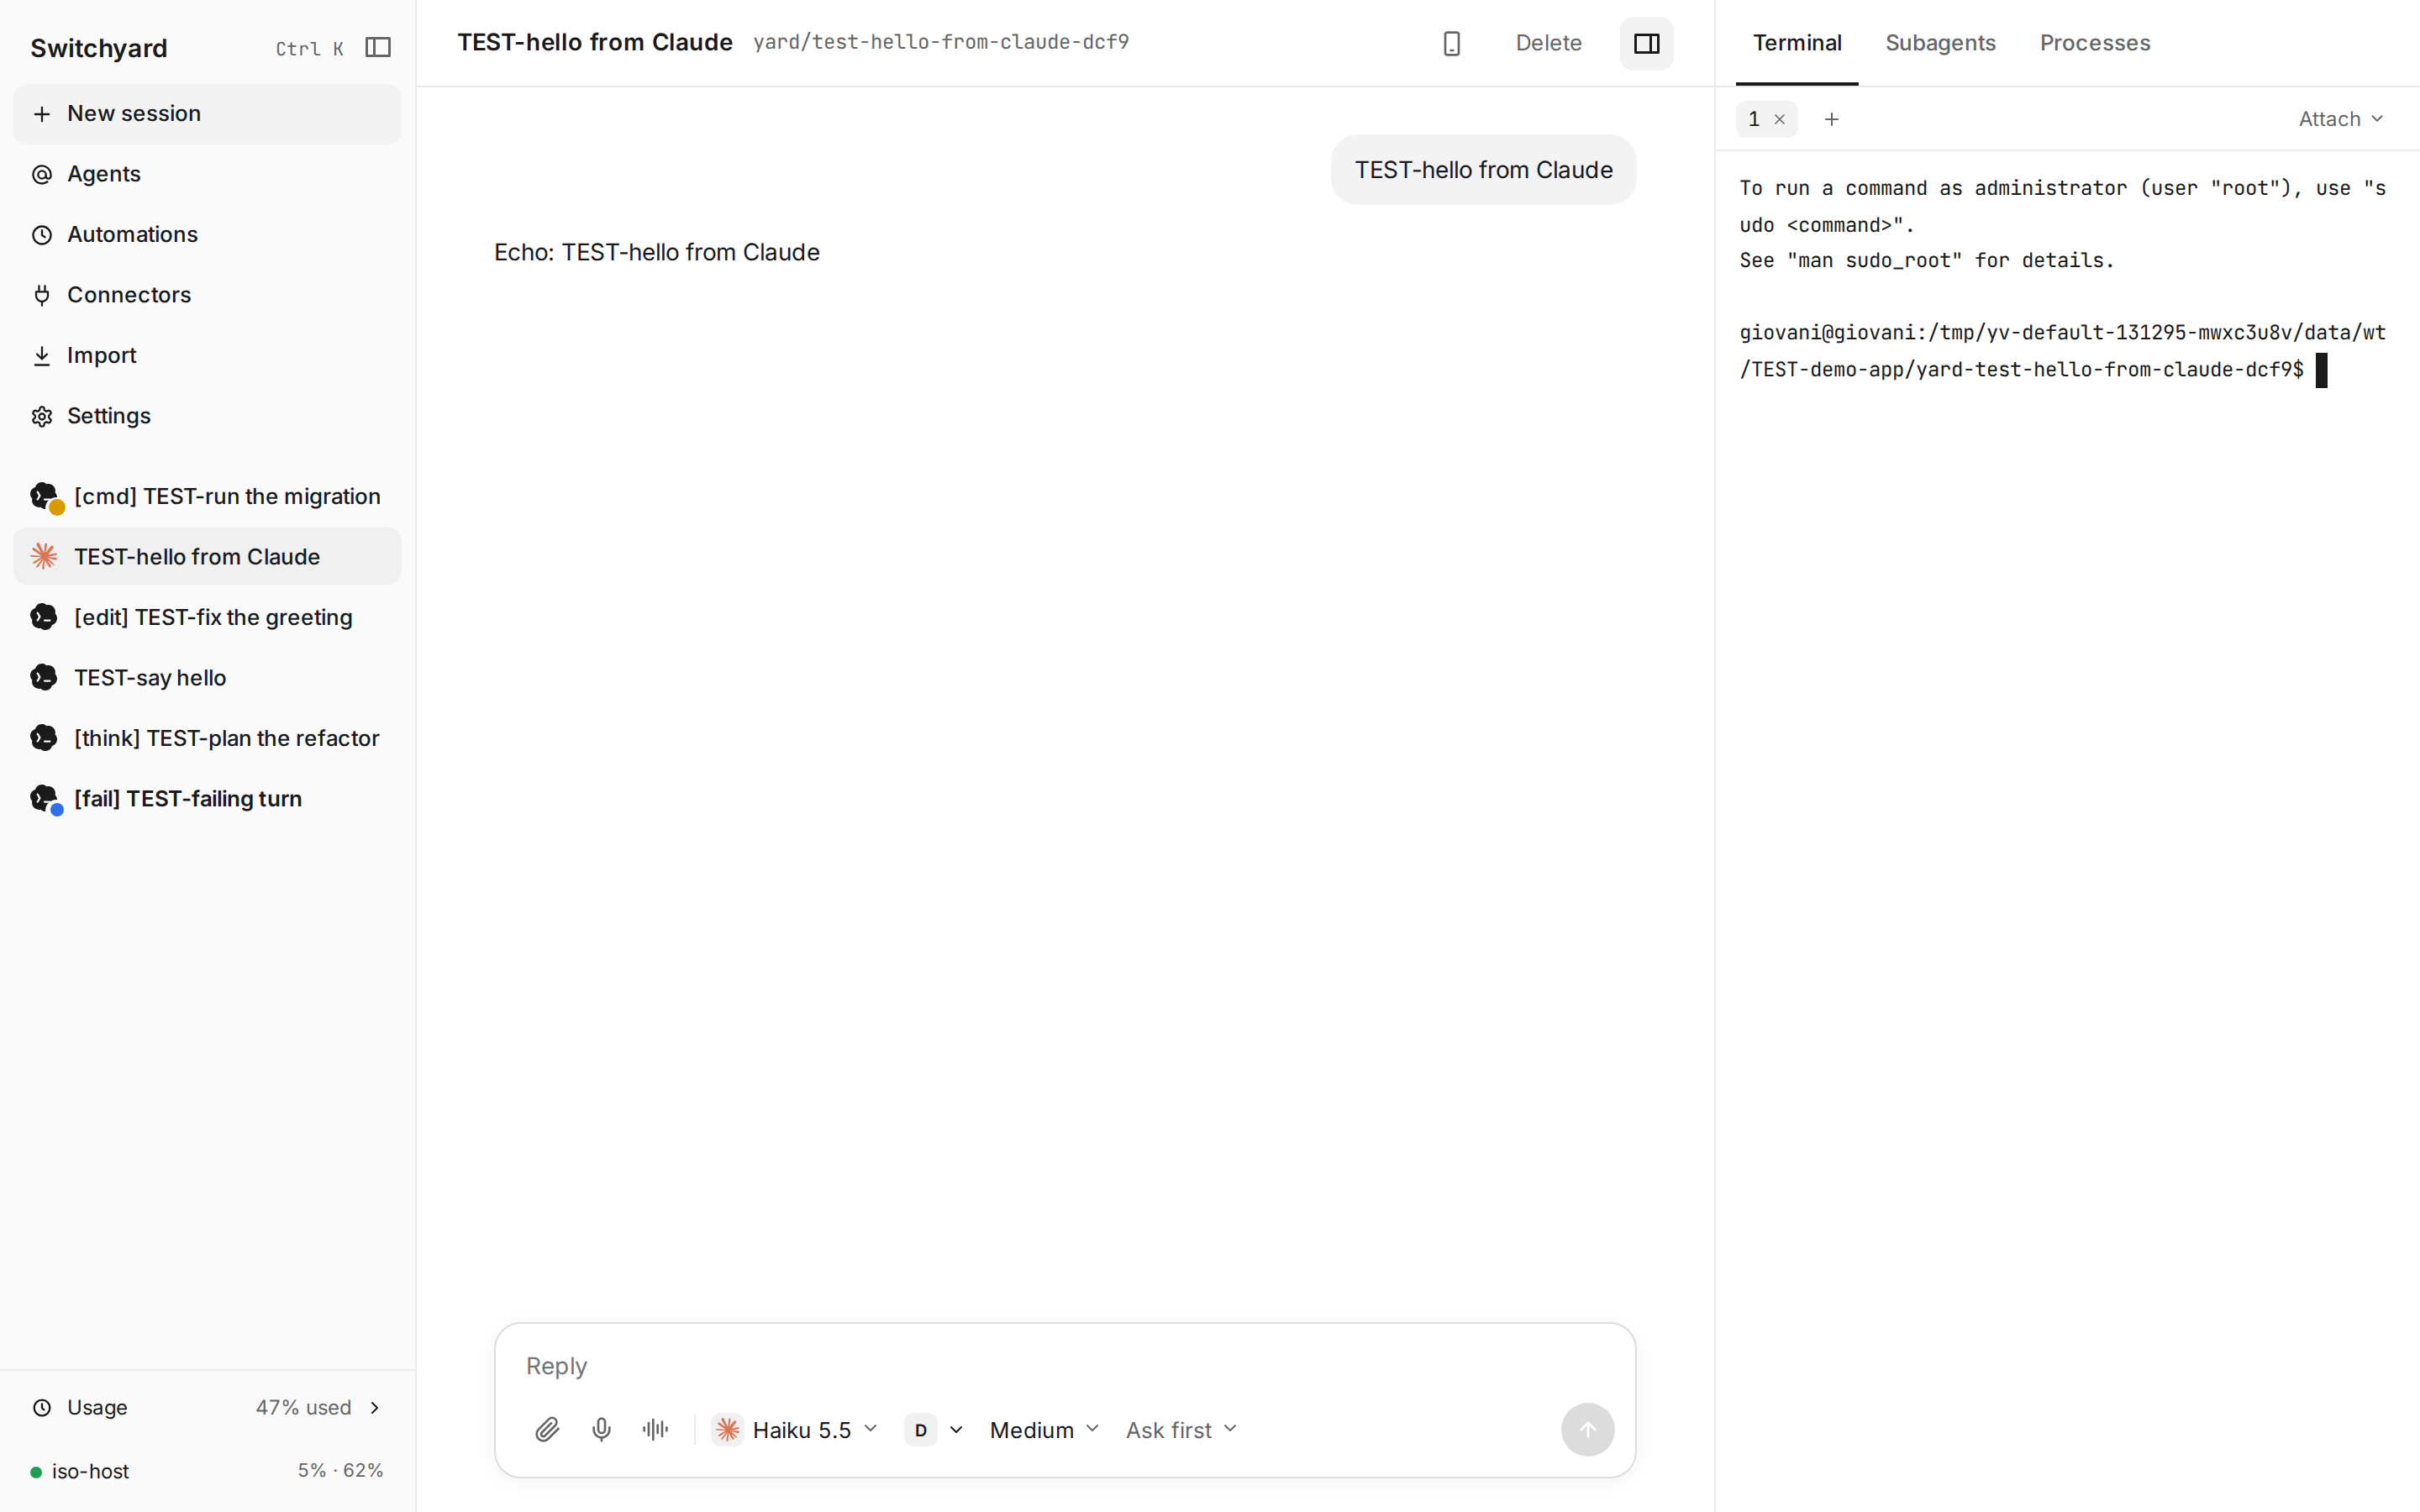 Switchyard
Ctrl K
New session
Agents
Automations
Connectors
Import
Settings
[cmd] TEST-run the migration
TEST-hello from Claude
[edit] TEST-fix the greeting
TEST-say hello
[think] TEST-plan the refactor
[fail] TEST-failing turn
Usage
47% used
iso-host
5% · 62%
TEST-hello from Claude
yard/test-hello-from-claude-dcf9
Delete
TEST-hello from Claude
Echo: TEST-hello from Claude
Reply
Haiku 5.5
D
Medium
Ask first
Terminal
Subagents
Processes
1
Attach
To run a command as administrator (user "root"), use "s
udo <command>".
See "man sudo_root" for details.
giovani@giovani:/tmp/yv-default-131295-mwxc3u8v/data/wt
/TEST-demo-app/yard-test-hello-from-claude-dcf9$